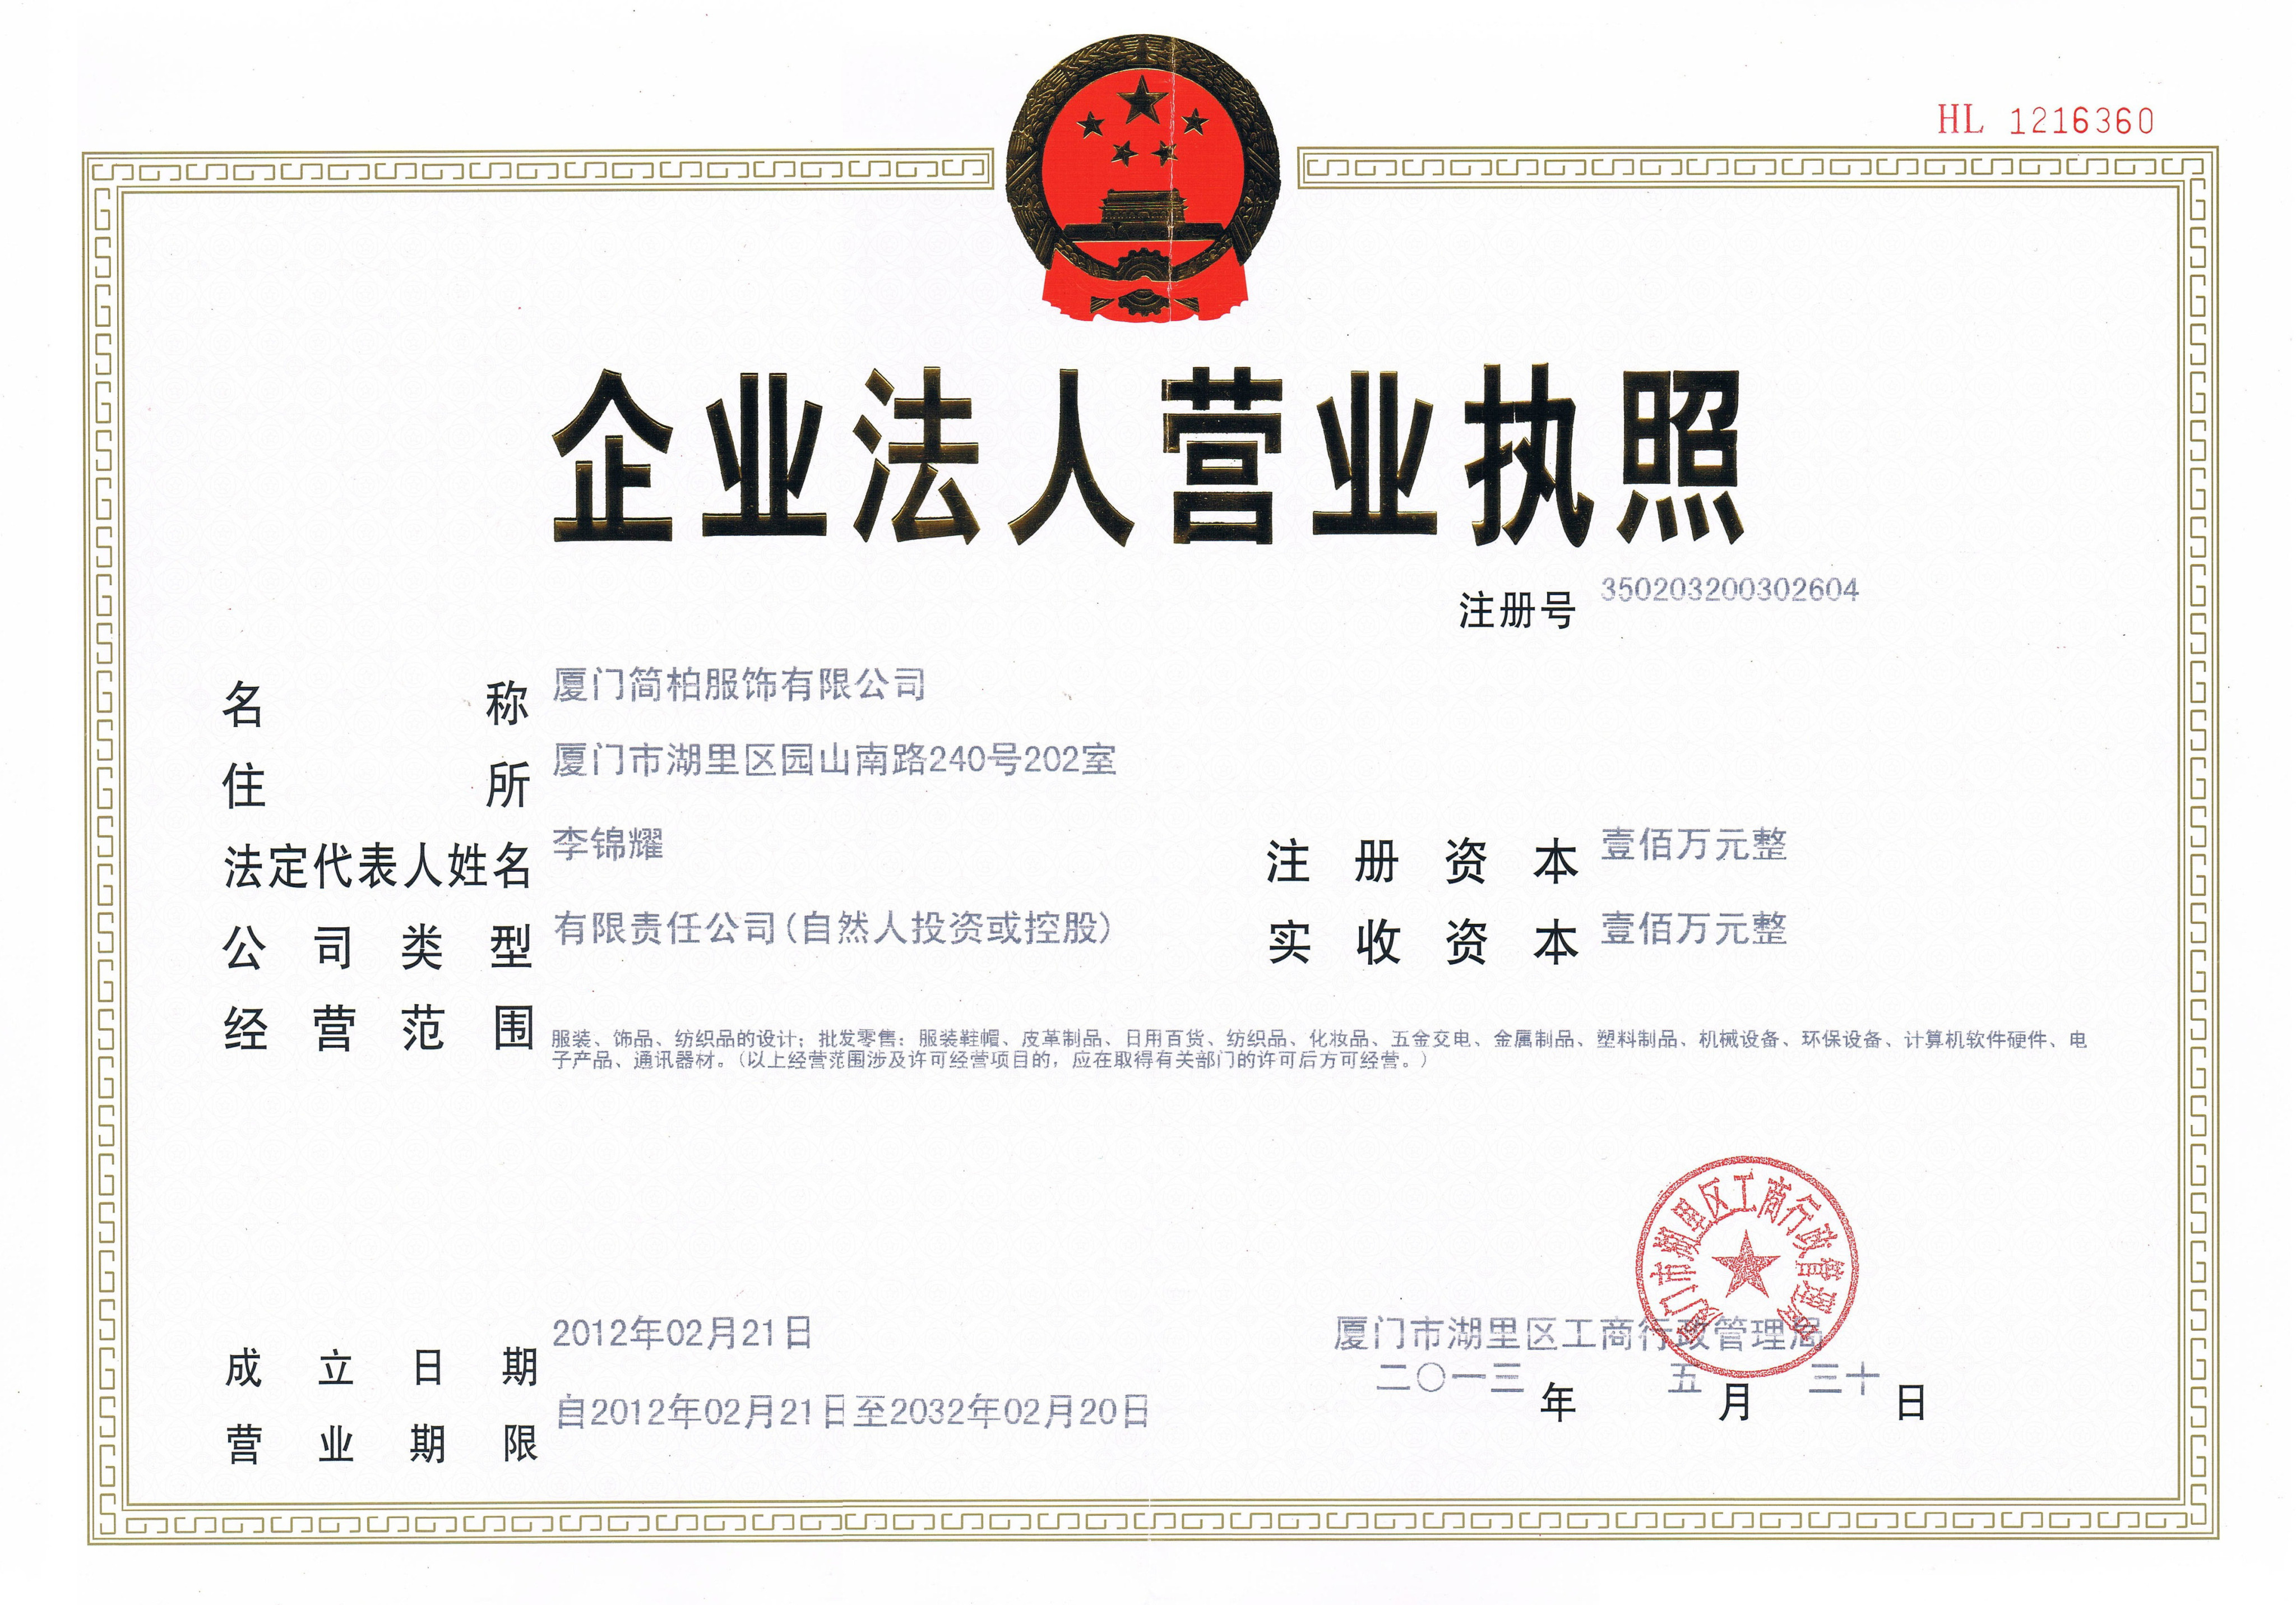 HL 1216360
企业法人营业执照
注册号 350203200302604
名称 厦门简柏服饰有限公司
住所 厦门市湖里区园山南路240号202室
法定代表人姓名 李锦耀
注册资本 壹佰万元整
公司类型 有限责任公司(自然人投资或控股)
实收资本 壹佰万元整
经营范围 服装、饰品、纺织品的设计；批发零售：服装鞋帽、皮革制品、日用百货、纺织品、化妆品、五金交电、金属制品、塑料制品、机械设备、环保设备、计算机软件硬件、电
子产品、通讯器材。(以上经营范围涉及许可经营项目的，应在取得有关部门的许可后方可经营。)
厦门市湖里区工商行政管理局
成立日期 2012年02月21日
厦门市湖里区工商行政管理局
二〇一三年五月三十日
营业期限 自2012年02月21日至2032年02月20日